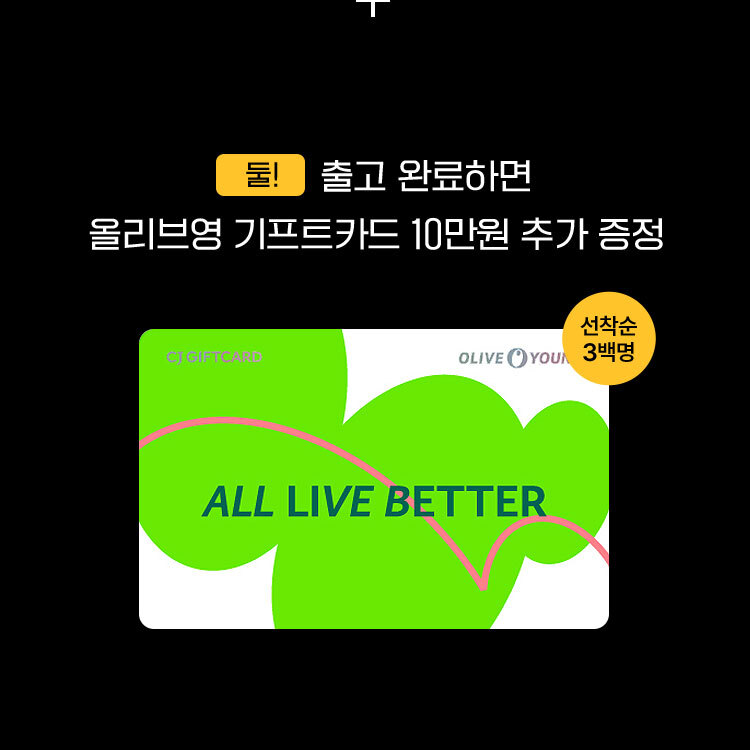 둘! 출고 완료하면
올리브영 기프트카드 10만원 추가 증정
선착순
3백명
CJ GIFTCARD
OLIVE YOUN
ALL LIVE BETTER